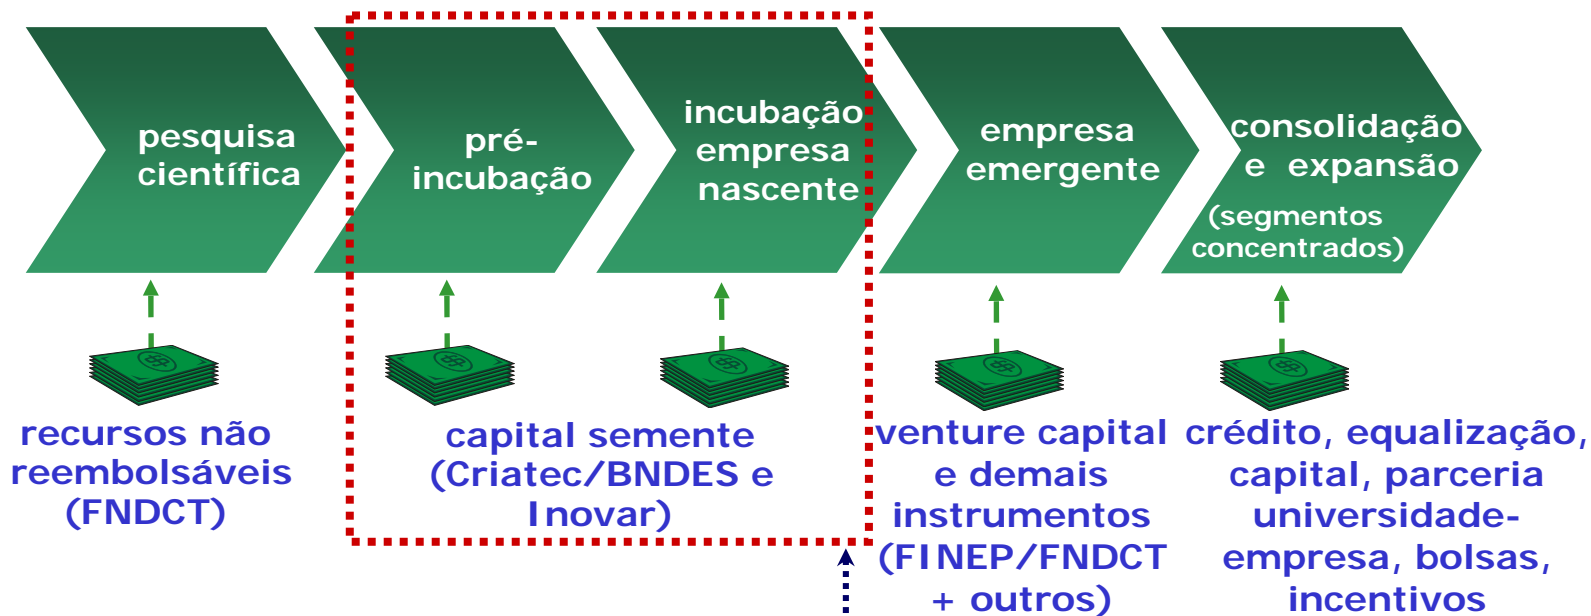 pesquisa
científica
pré-
incubação
incubação
empresa
nascente
empresa
emergente
consolidação
e expansão
(segmentos
concentrados)
recursos não
reembolsáveis
(FNDCT)
capital semente
(Criatec/BNDES e
Inovar)
venture capital
e demais
instrumentos
(FINEP/FNDCT
+ outros)
crédito, equalização,
capital, parceria
universidade-
empresa, bolsas,
incentivos